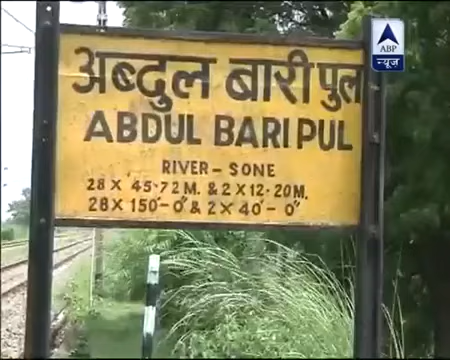 ABP
न्यूज़
अब्दुल बारी पुल
ABDUL BARI PUL
RIVER - SONE
28 X 45·72 M. & 2 X 12·20 M.
28 X 150'-0" & 2 X 40'-0"